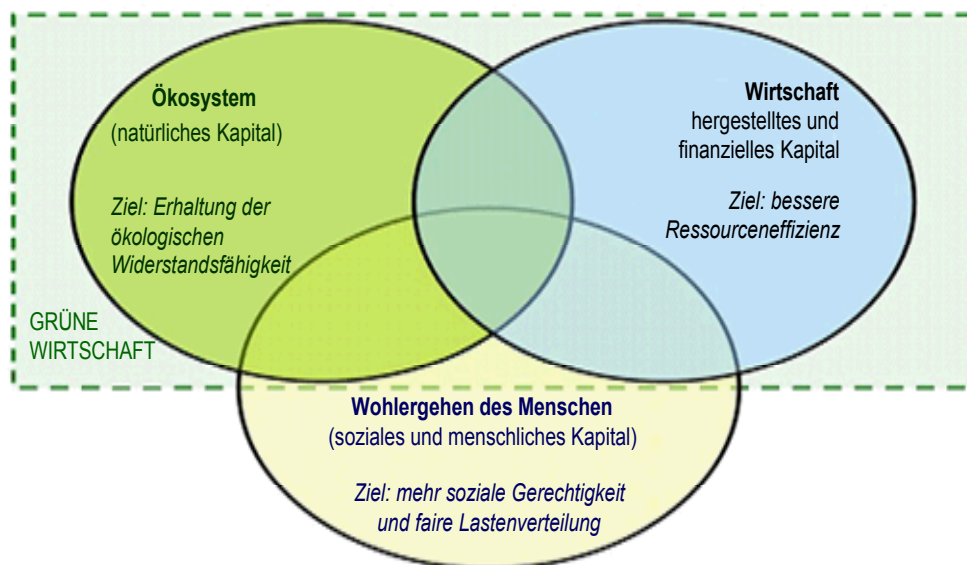 Ökosystem
(natürliches Kapital)
Ziel: Erhaltung der
ökologischen
Widerstandsfähigkeit
Wirtschaft
hergestelltes und
finanzielles Kapital
Ziel: bessere
Ressourceneffizienz
GRÜNE
WIRTSCHAFT
Wohlergehen des Menschen
(soziales und menschliches Kapital)
Ziel: mehr soziale Gerechtigkeit
und faire Lastenverteilung